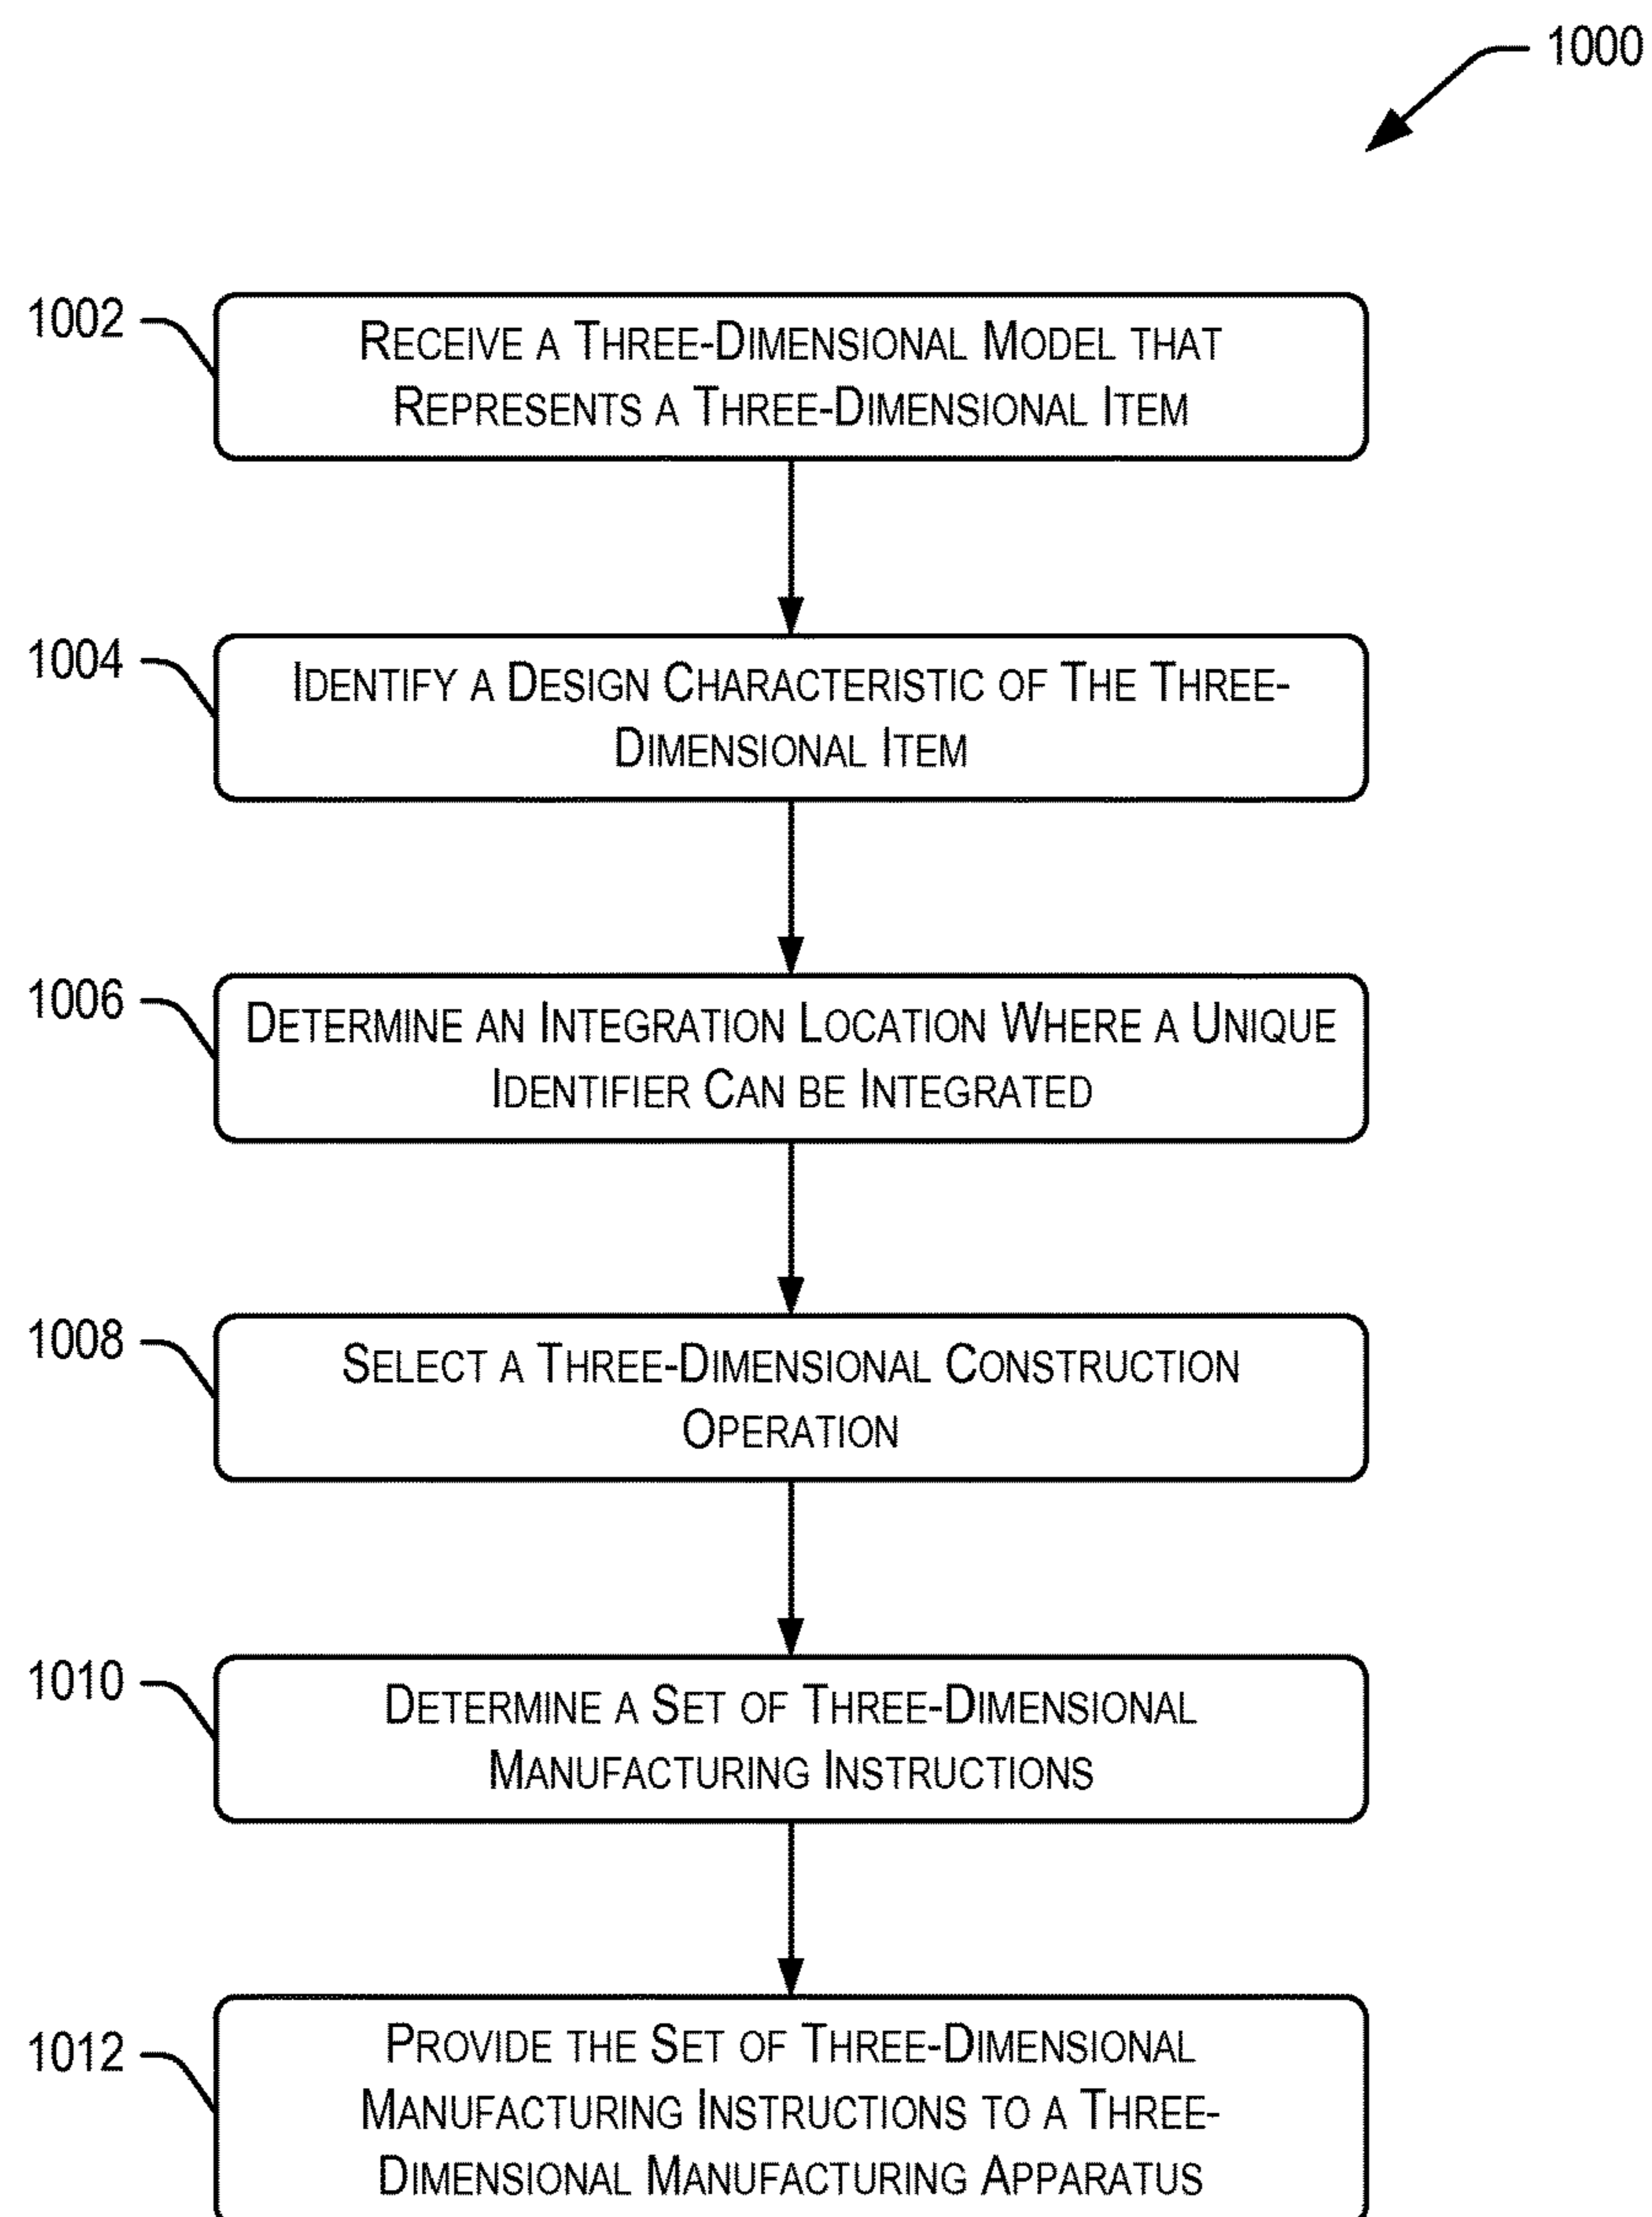 1000
1002
RECEIVE A THREE-DIMENSIONAL MODEL THAT
REPRESENTS A THREE-DIMENSIONAL ITEM
1004
IDENTIFY A DESIGN CHARACTERISTIC OF THE THREE-
DIMENSIONAL ITEM
1006
DETERMINE AN INTEGRATION LOCATION WHERE A UNIQUE
IDENTIFIER CAN BE INTEGRATED
1008
SELECT A THREE-DIMENSIONAL CONSTRUCTION
OPERATION
1010
DETERMINE A SET OF THREE-DIMENSIONAL
MANUFACTURING INSTRUCTIONS
1012
PROVIDE THE SET OF THREE-DIMENSIONAL
MANUFACTURING INSTRUCTIONS TO A THREE-
DIMENSIONAL MANUFACTURING APPARATUS